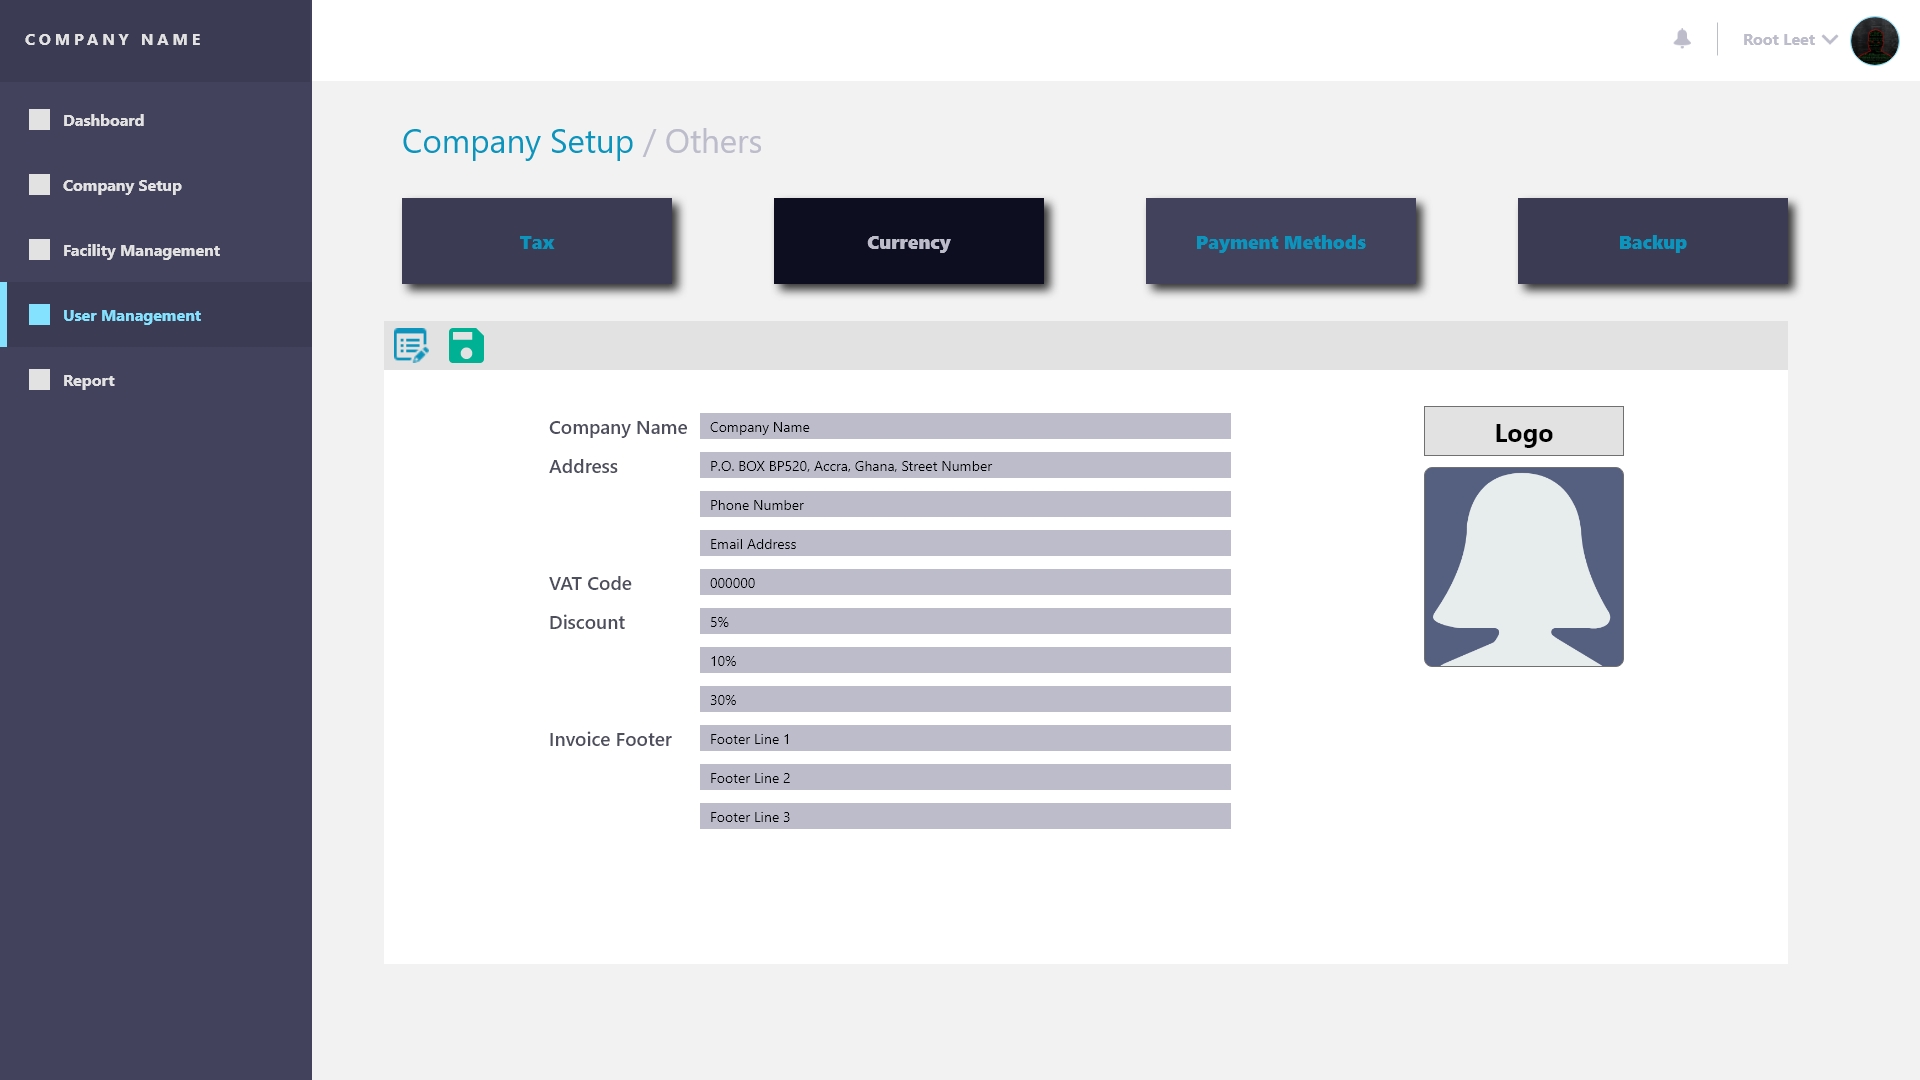 COMPANY NAME
Root Leet
Dashboard
Company Setup
Facility Management
User Management
Report
Company Setup / Others
Tax
Currency
Payment Methods
Backup
Company Name
Company Name
Address
P.O. BOX BP520, Accra, Ghana, Street Number
Phone Number
Email Address
VAT Code
000000
Discount
5%
10%
30%
Invoice Footer
Footer Line 1
Footer Line 2
Footer Line 3
Logo